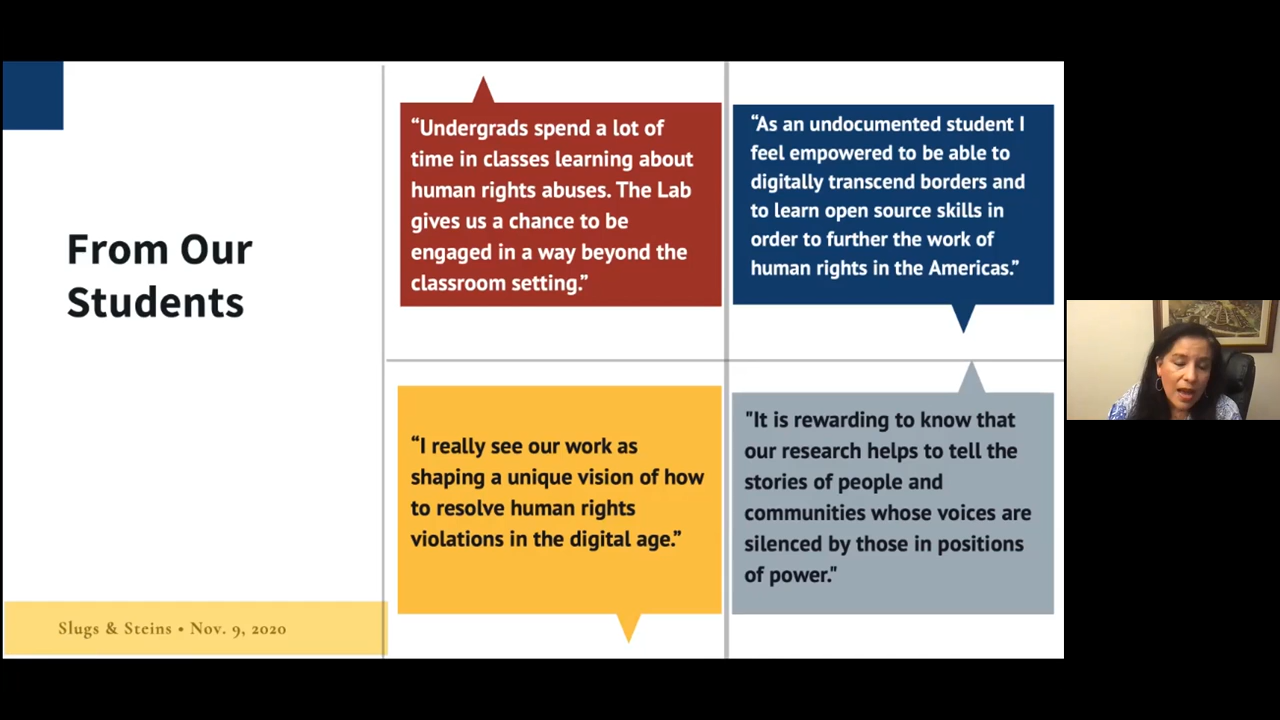 From Our
Students
“Undergrads spend a lot of
time in classes learning about
human rights abuses. The Lab
gives us a chance to be
engaged in a way beyond the
classroom setting.”
“As an undocumented student I
feel empowered to be able to
digitally transcend borders and
to learn open source skills in
order to further the work of
human rights in the Americas.”
“I really see our work as
shaping a unique vision of how
to resolve human rights
violations in the digital age.”
"It is rewarding to know that
our research helps to tell the
stories of people and
communities whose voices are
silenced by those in positions
of power."
Slugs & Steins • Nov. 9, 2020